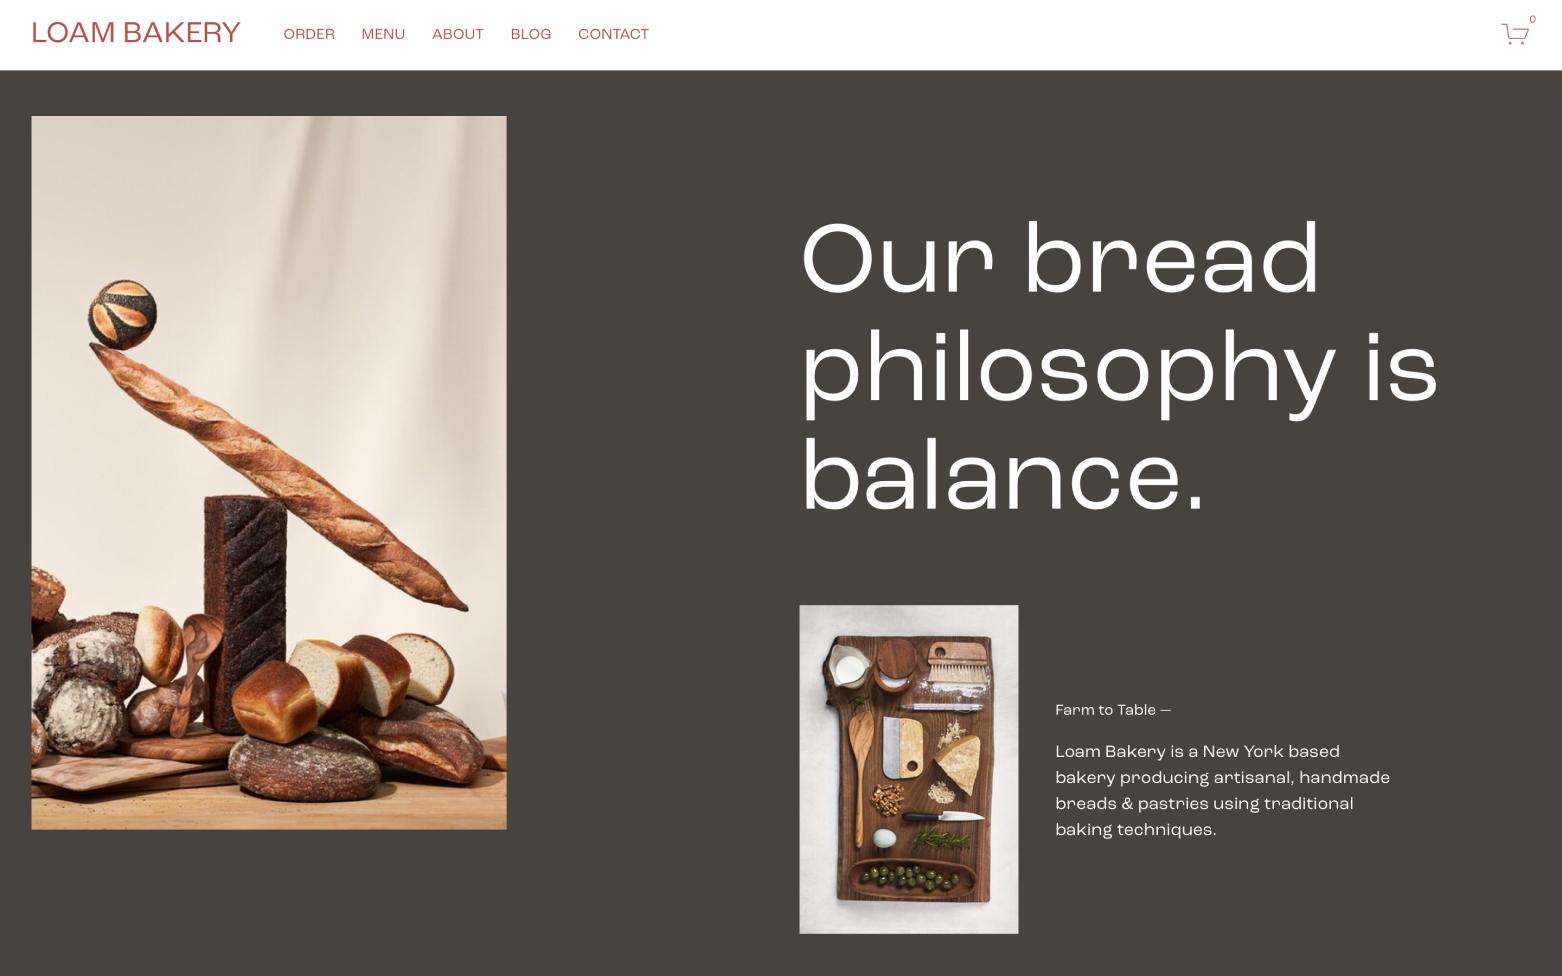 LOAM BAKERY
ORDER MENU ABOUT BLOG CONTACT
0
Our bread
philosophy is
balance.
Farm to Table —
Loam Bakery is a New York based
bakery producing artisanal, handmade
breads & pastries using traditional
baking techniques.